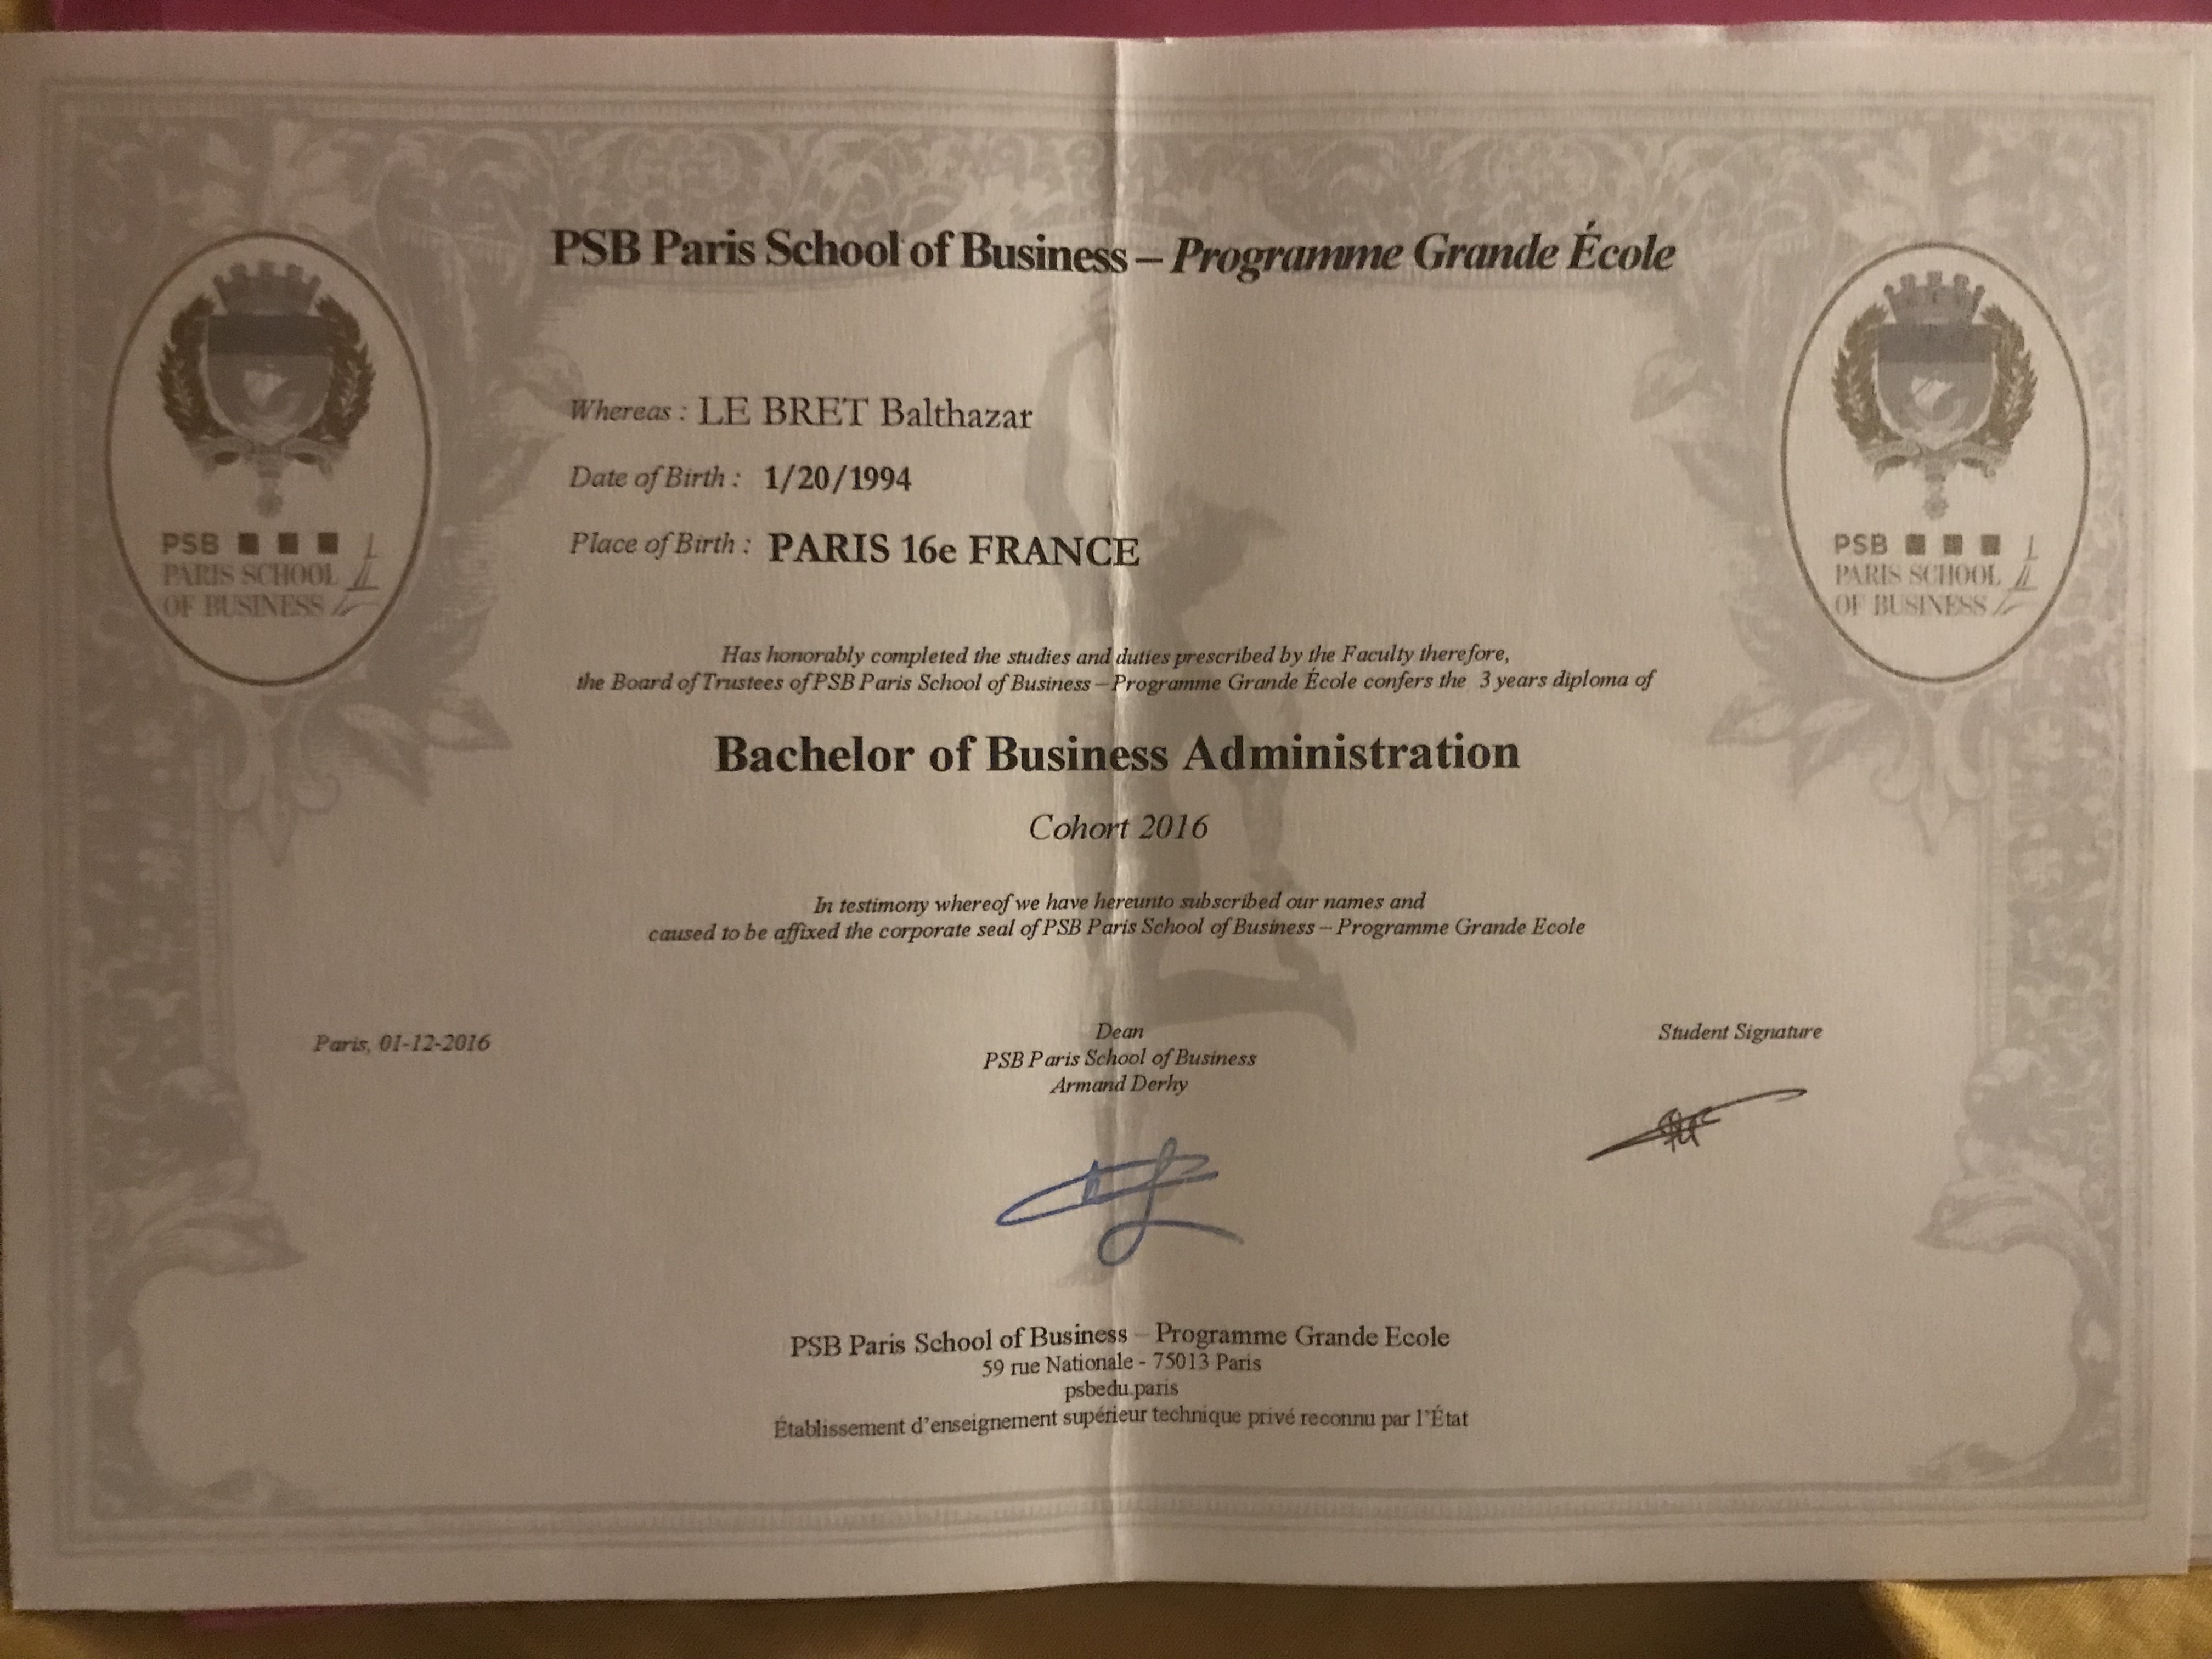 PSB Paris School of Business – Programme Grande École
PSB
PARIS SCHOOL
OF BUSINESS
PSB
PARIS SCHOOL
OF BUSINESS
Whereas : LE BRET Balthazar
Date of Birth : 1/20/1994
Place of Birth : PARIS 16e FRANCE
Has honorably completed the studies and duties prescribed by the Faculty therefore,
the Board of Trustees of PSB Paris School of Business – Programme Grande École confers the 3 years diploma of
Bachelor of Business Administration
Cohort 2016
In testimony whereof we have hereunto subscribed our names and
caused to be affixed the corporate seal of PSB Paris School of Business – Programme Grande Ecole
Paris, 01-12-2016
Dean
PSB Paris School of Business
Armand Derhy
Student Signature
PSB Paris School of Business – Programme Grande Ecole
59 rue Nationale - 75013 Paris
psbedu.paris
Établissement d'enseignement supérieur technique privé reconnu par l'État